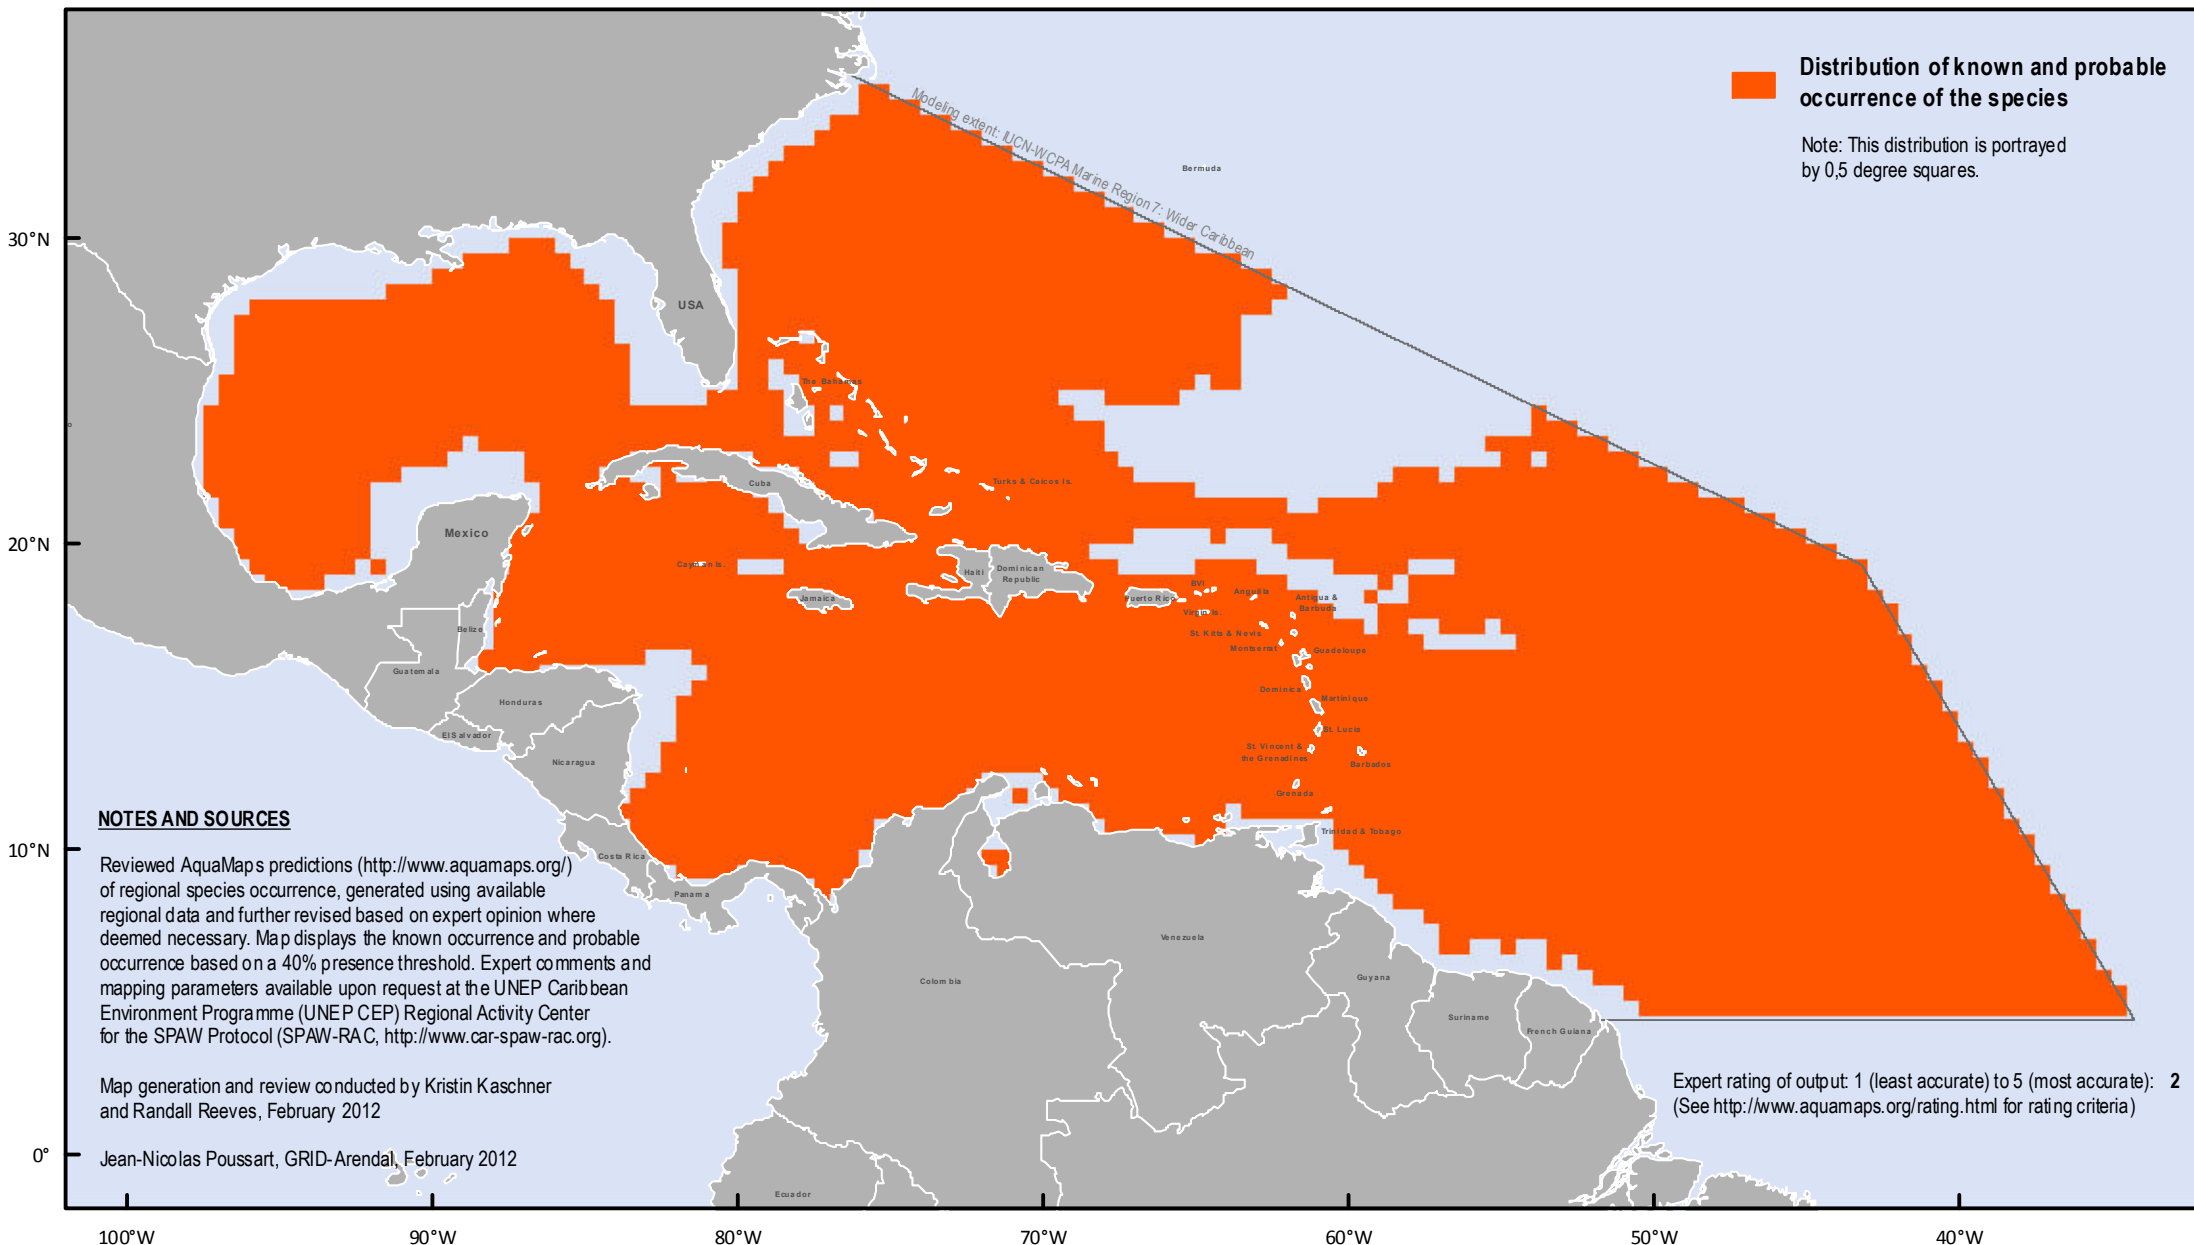 Distribution of known and probable
occurrence of the species
Note: This distribution is portrayed
by 0,5 degree squares.
Modeling extent: IUCN-WCPA Marine Region 7: Wider Caribbean
Bermuda
30°N
USA
The Bahamas
Turks & Caicos Is.
Cuba
Mexico
20°N
Cayman Is.
Haiti
Dominican
Republic
Jamaica
Puerto Rico
BVI
Virgin Is.
Anguilla
Antigua &
Barbuda
St. Kitts & Nevis
Montserrat
Guadeloupe
Belize
Guatemala
Dominica
Martinique
Honduras
El Salvador
St. Lucia
St. Vincent &
the Grenadines
Barbados
Nicaragua
Grenada
Trinidad & Tobago
10°N
Costa Rica
Panama
Venezuela
Colombia
Guyana
Suriname
French Guiana
Ecuador
NOTES AND SOURCES
Reviewed AquaMaps predictions (http://www.aquamaps.org/)
of regional species occurrence, generated using available
regional data and further revised based on expert opinion where
deemed necessary. Map displays the known occurrence and probable
occurrence based on a 40% presence threshold. Expert comments and
mapping parameters available upon request at the UNEP Caribbean
Environment Programme (UNEP CEP) Regional Activity Center
for the SPAW Protocol (SPAW-RAC, http://www.car-spaw-rac.org).
Map generation and review conducted by Kristin Kaschner
and Randall Reeves, February 2012
Jean-Nicolas Poussart, GRID-Arendal, February 2012
Expert rating of output: 1 (least accurate) to 5 (most accurate): 2
(See http://www.aquamaps.org/rating.html for rating criteria)
0°
100°W
90°W
80°W
70°W
60°W
50°W
40°W